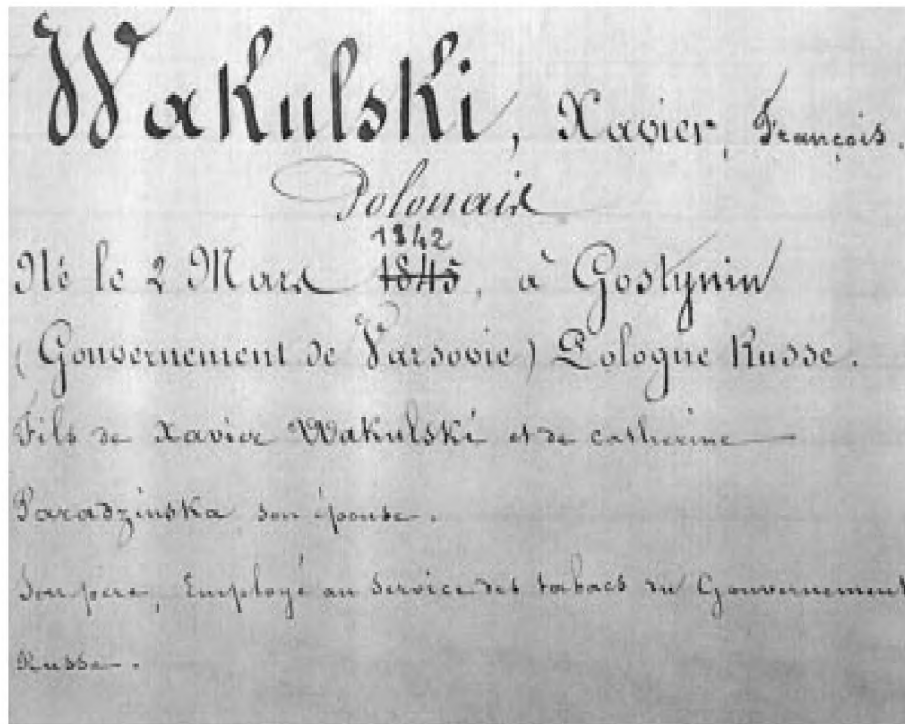 Wakulski, Xavier, François.
Polonais
1842
Né le 2 Mars 1845, à Gostynin
(Gouvernement de Varsovie) Pologne Russe.
Fils de Xavier Wakulski et de catherine —
Paradzinska son épouse.
Son père, Employé au service des tabacs du Gouvernement
Russe.